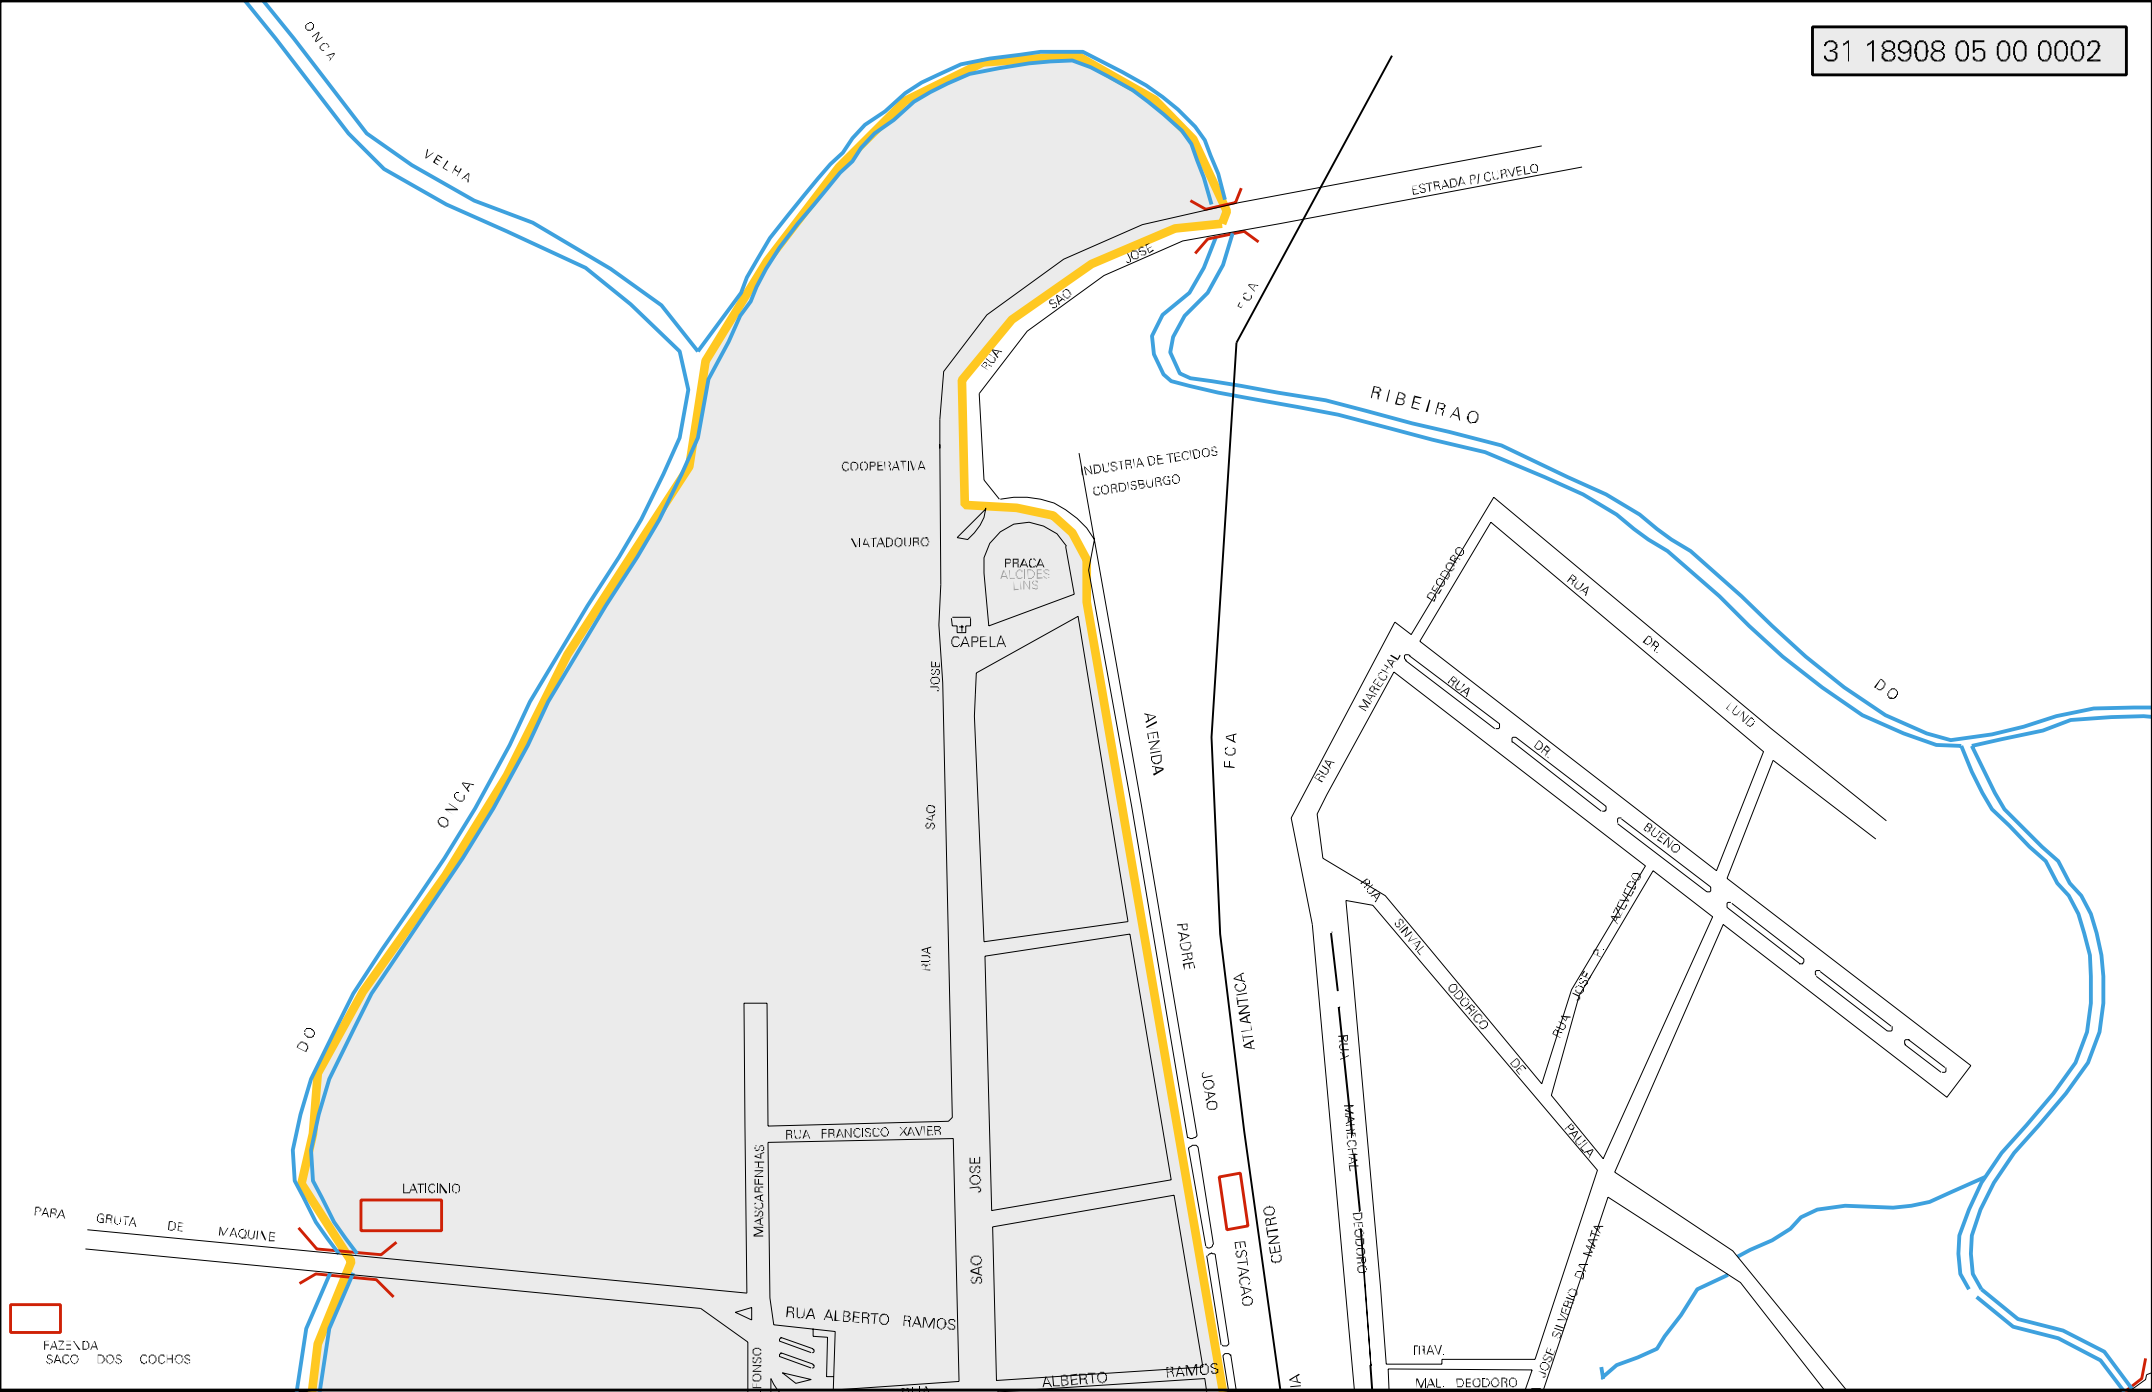 ONCA
31 18908 05 00 0002
VELHA
ESTRADA P/ CURVELO
JOSE
SAO
RUA
FCA
RIBEIRAO
COOPERATIVA
INDUSTRIA DE TECIDOS
CORDISBURGO
MATADOURO
PRACA
ALCIDES
LINS
CAPELA
DEODORO
MARECHAL
RUA
RUA
DR.
LUND
DO
RUA
DR.
BUENO
JOSE
SAO
RUA
AVENIDA
PADRE
JOAO
FCA
ATLANTICA
CENTRO
ONCA
DO
RUA
SINVAL
ODORICO
DE
PAULA
AZEVEDO
JOSE
RUA
RUA
MARECHAL
DEODORO
RUA FRANCISCO XAVIER
MASCARENHAS
JOSE
SAO
LATICINIO
PARA GRUTA DE MAQUINE
ESTACAO
JOSE SILVERIO DA MATA
RUA ALBERTO RAMOS
FAZENDA
SACO DOS COCHOS
TRAV.
MAL. DEODORO
ALBERTO RAMOS
FONSO
RUA
IA